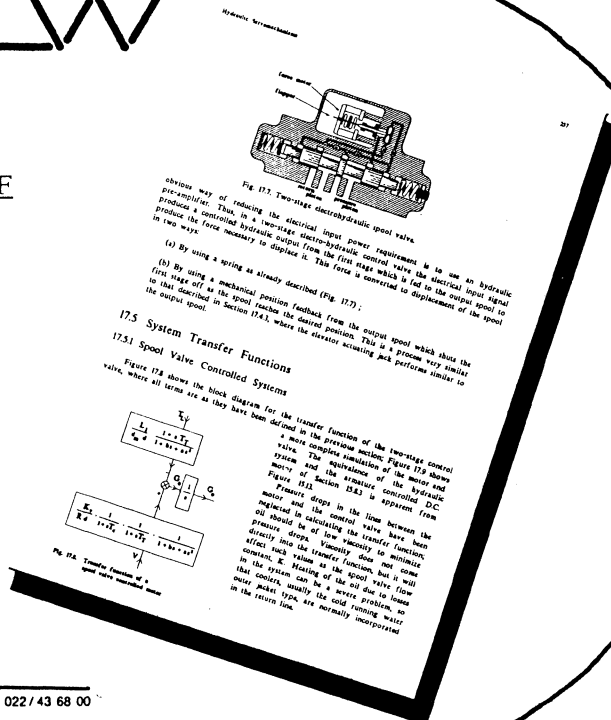 Hydraulic Servomechanisms
257
force motor
flapper
Fig. 17.7. Two-stage electrohydraulic spool valve.
obvious way of reducing the electrical input power requirement is to use an hydraulic
pre-amplifier. Thus, in a two-stage electro-hydraulic control valve the electrical input signal
produces a controlled hydraulic output from the first stage which is fed to the output spool to
produce the force necessary to displace it. This force is converted to displacement of the spool
in two ways:
(a) By using a spring as already described (Fig. 17.7) ;
(b) By using a mechanical position feedback from the output spool which shuts the
first stage off as the spool reaches the desired position. This is a process very similar
to that described in Section 17.4.3, where the elevator actuating jack performs similar to
the output spool.
17.5 System Transfer Functions
17.5.1 Spool Valve Controlled Systems
Figure 17.8 shows the block diagram for the transfer function of the two-stage control
valve, where all terms are as they have been defined in the previous section; Figure 17.9 shows
a more complete simulation of the motor and
valve. The equivalence of the hydraulic
system and the armature controlled D.C.
motor of Section 15.8.3 is apparent from
Figure 15.13.
Pressure drops in the lines between the
motor and the control valve have been
neglected in calculating the transfer function;
oil should be of low viscosity to minimize
pressure drops. Viscosity does not come
directly into the transfer function, but it will
affect such values as the spool valve flow
constant, K. Heating of the oil due to losses
in the system can be a severe problem, so
that coolers, usually the cold running water
outer jacket type, are normally incorporated
in the return line.
Fig. 17.8. Transfer function of a
spool valve controlled motor
F
022 / 43 68 00